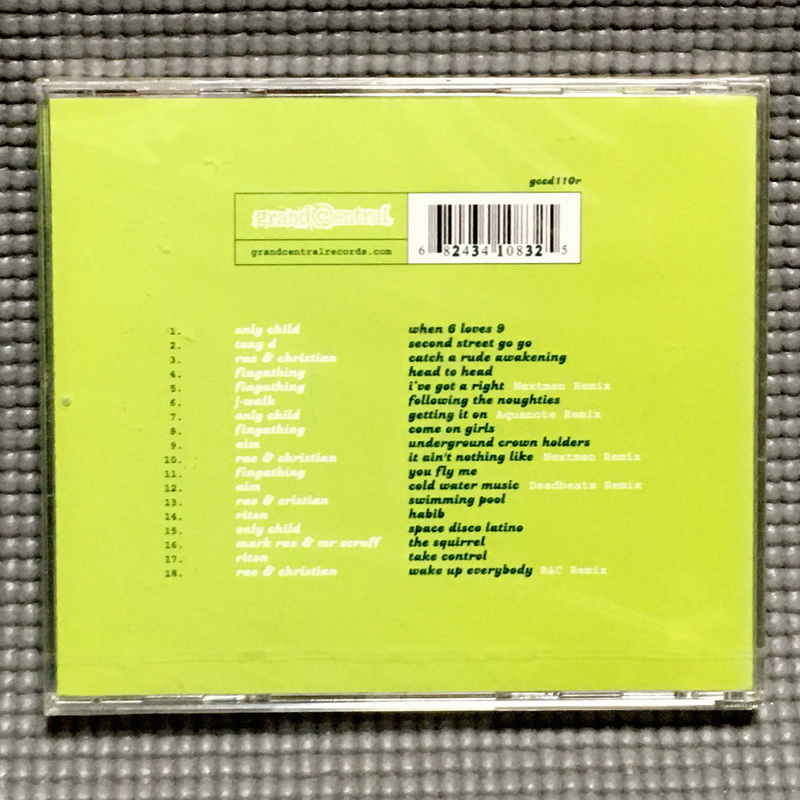 gccd110r
grand Central
grandcentralrecords.com
6 82434 10832 5
1. only child when 6 loves 9
2. tony d second street go go
3. rae & christian catch a rude awakening
4. fingathing head to head
5. fingathing i've got a right Nextmen Remix
6. j-walk following the noughties
7. only child getting it on Aquanote Remix
8. fingathing come on girls
9. aim underground crown holders
10. rae & christian it ain't nothing like Nextmen Remix
11. fingathing you fly me
12. aim cold water music Deadbeats Remix
13. rae & cristian swimming pool
14. riton habib
15. only child space disco latino
16. mark rae & mr scruff the squirrel
17. riton take control
18. rae & christian wake up everybody R&C Remix